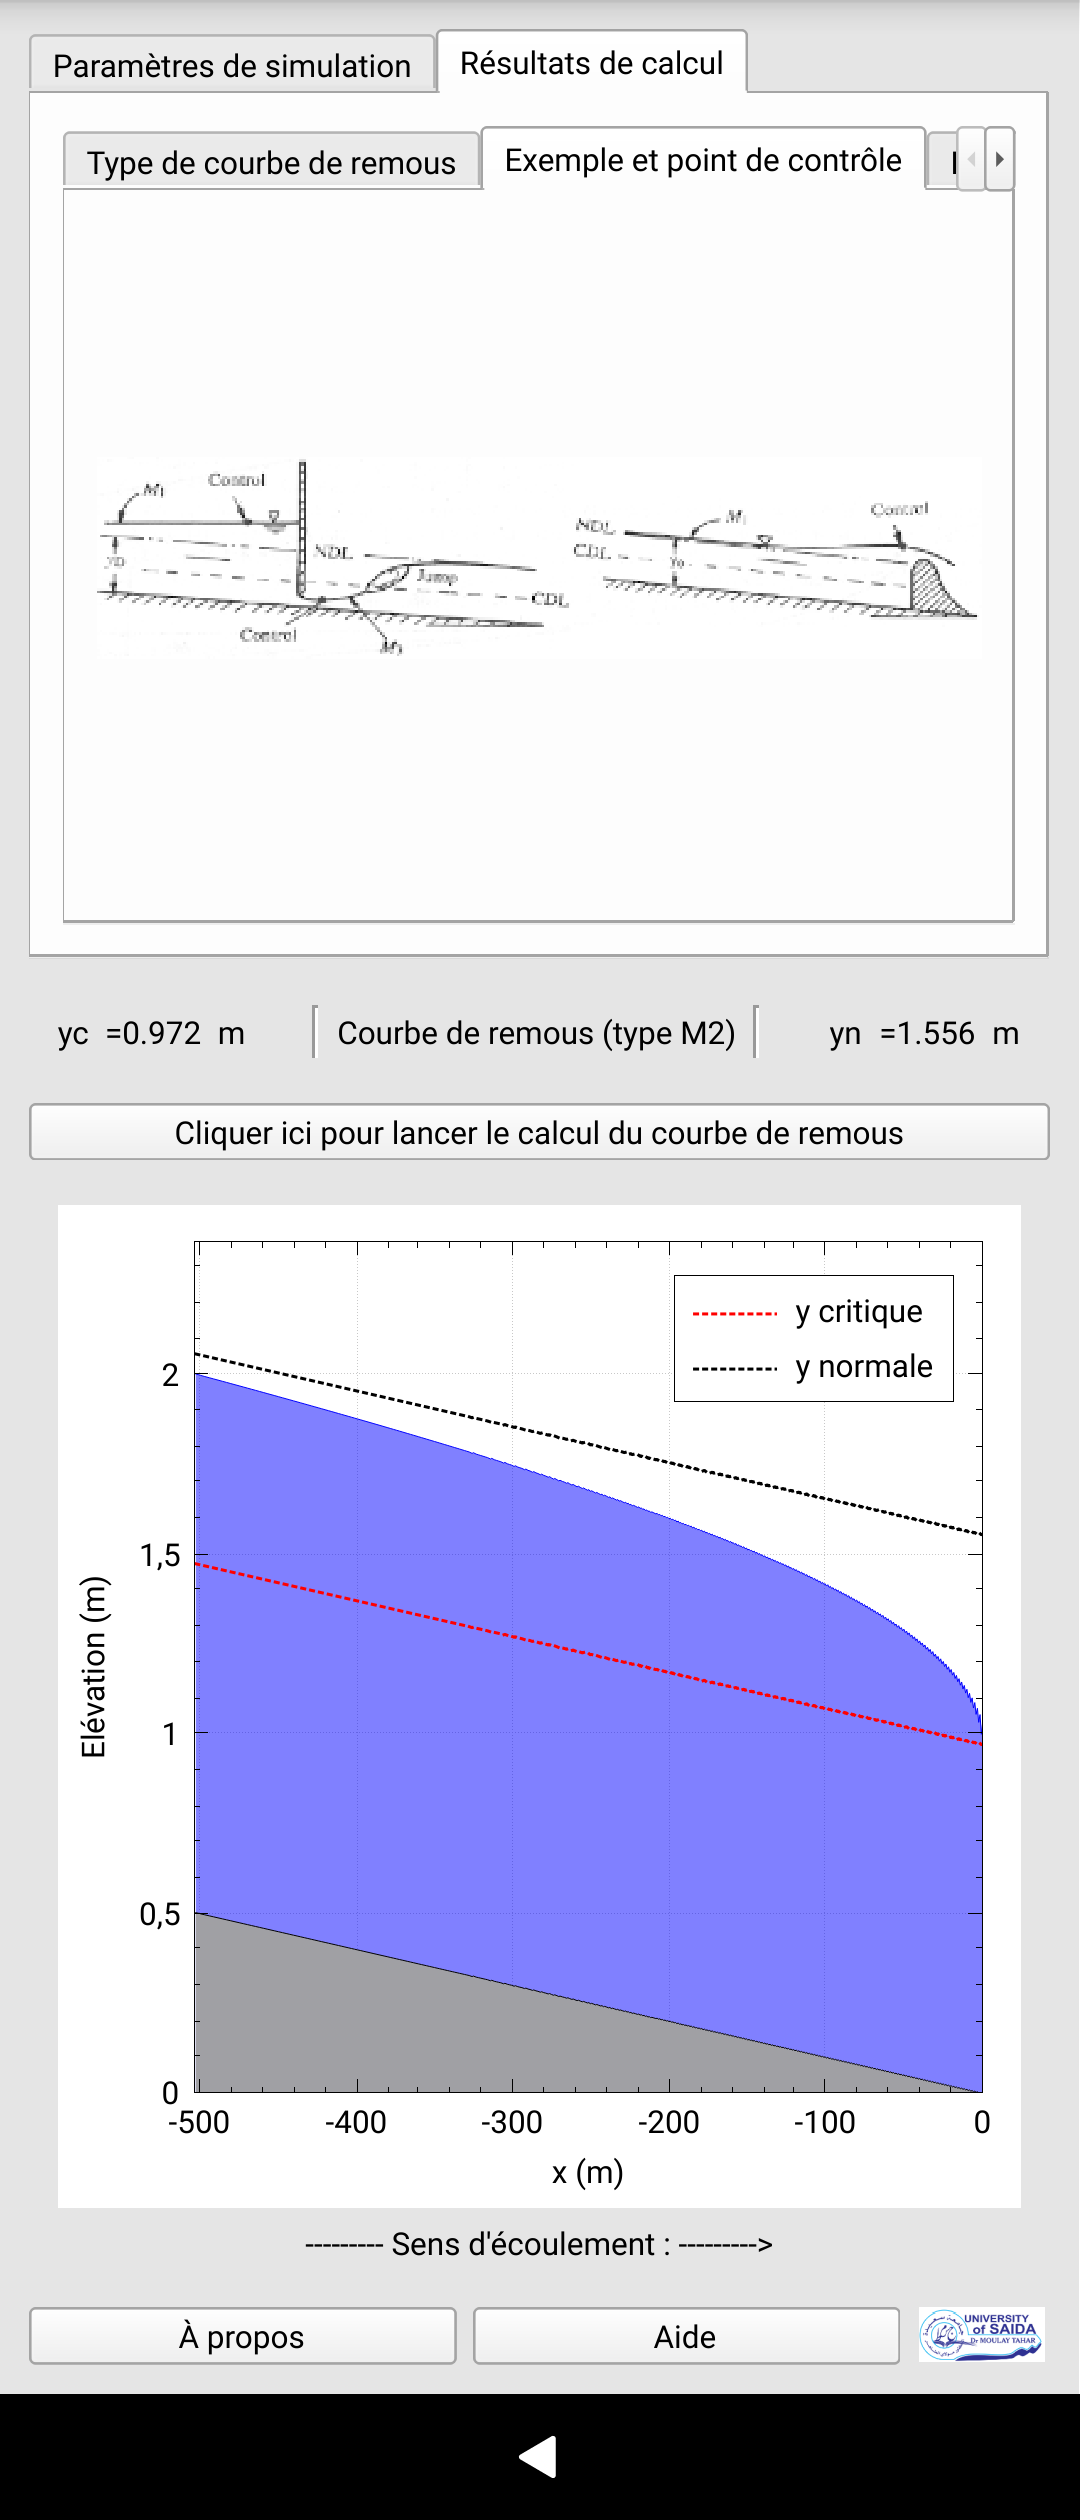 Paramètres de simulation
Résultats de calcul
Type de courbe de remous
Exemple et point de contrôle
M1
Control
NDL
Jump
CDL
Control
M3
NDL
CDL
M1
Control
yc =0.972 m
Courbe de remous (type M2)
yn =1.556 m
Cliquer ici pour lancer le calcul du courbe de remous
y critique
y normale
2
1,5
1
0,5
0
Elévation (m)
-500 -400 -300 -200 -100 0
x (m)
--------- Sens d'écoulement : --------->
À propos
Aide
UNIVERSITY
of SAIDA
Dr MOULAY TAHAR